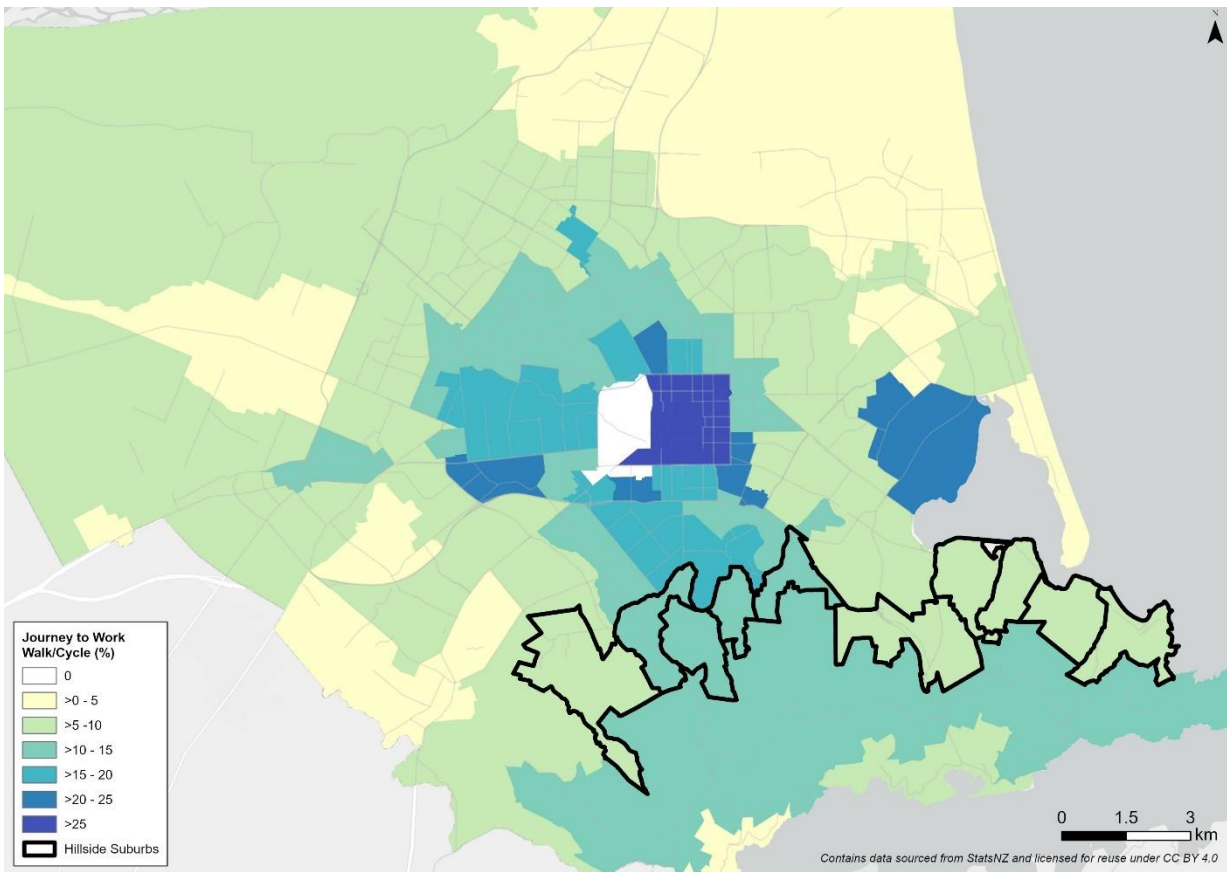 Z
Journey to Work
Walk/Cycle (%)
0
>0 - 5
>5 -10
>10 - 15
>15 - 20
>20 - 25
>25
Hillside Suburbs
0 1.5 3
km
Contains data sourced from StatsNZ and licensed for reuse under CC BY 4.0